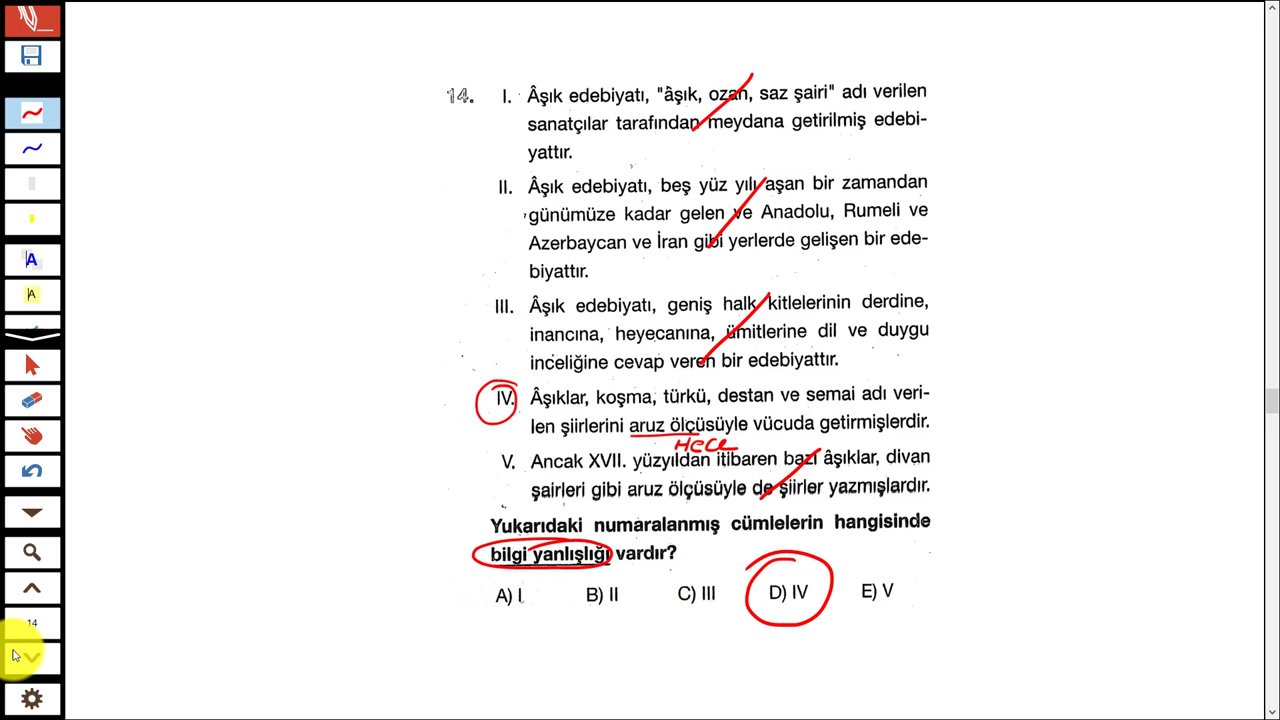 14. I. Âşık edebiyatı, "âşık, ozan, saz şairi" adı verilen
sanatçılar tarafından meydana getirilmiş edebi-
yattır.
II. Âşık edebiyatı, beş yüz yılı aşan bir zamandan
günümüze kadar gelen ve Anadolu, Rumeli ve
Azerbaycan ve İran gibi yerlerde gelişen bir ede-
biyattır.
III. Âşık edebiyatı, geniş halk kitlelerinin derdine,
inancına, heyecanına, ümitlerine dil ve duygu
inceliğine cevap veren bir edebiyattır.
IV. Âşıklar, koşma, türkü, destan ve semai adı veri-
len şiirlerini aruz ölçüsüyle vücuda getirmişlerdir.
Hece
V. Ancak XVII. yüzyıldan itibaren bazı âşıklar, divan
şairleri gibi aruz ölçüsüyle de şiirler yazmışlardır.
Yukarıdaki numaralanmış cümlelerin hangisinde
bilgi yanlışlığı vardır?
A) I B) II C) III D) IV E) V
A
A
14